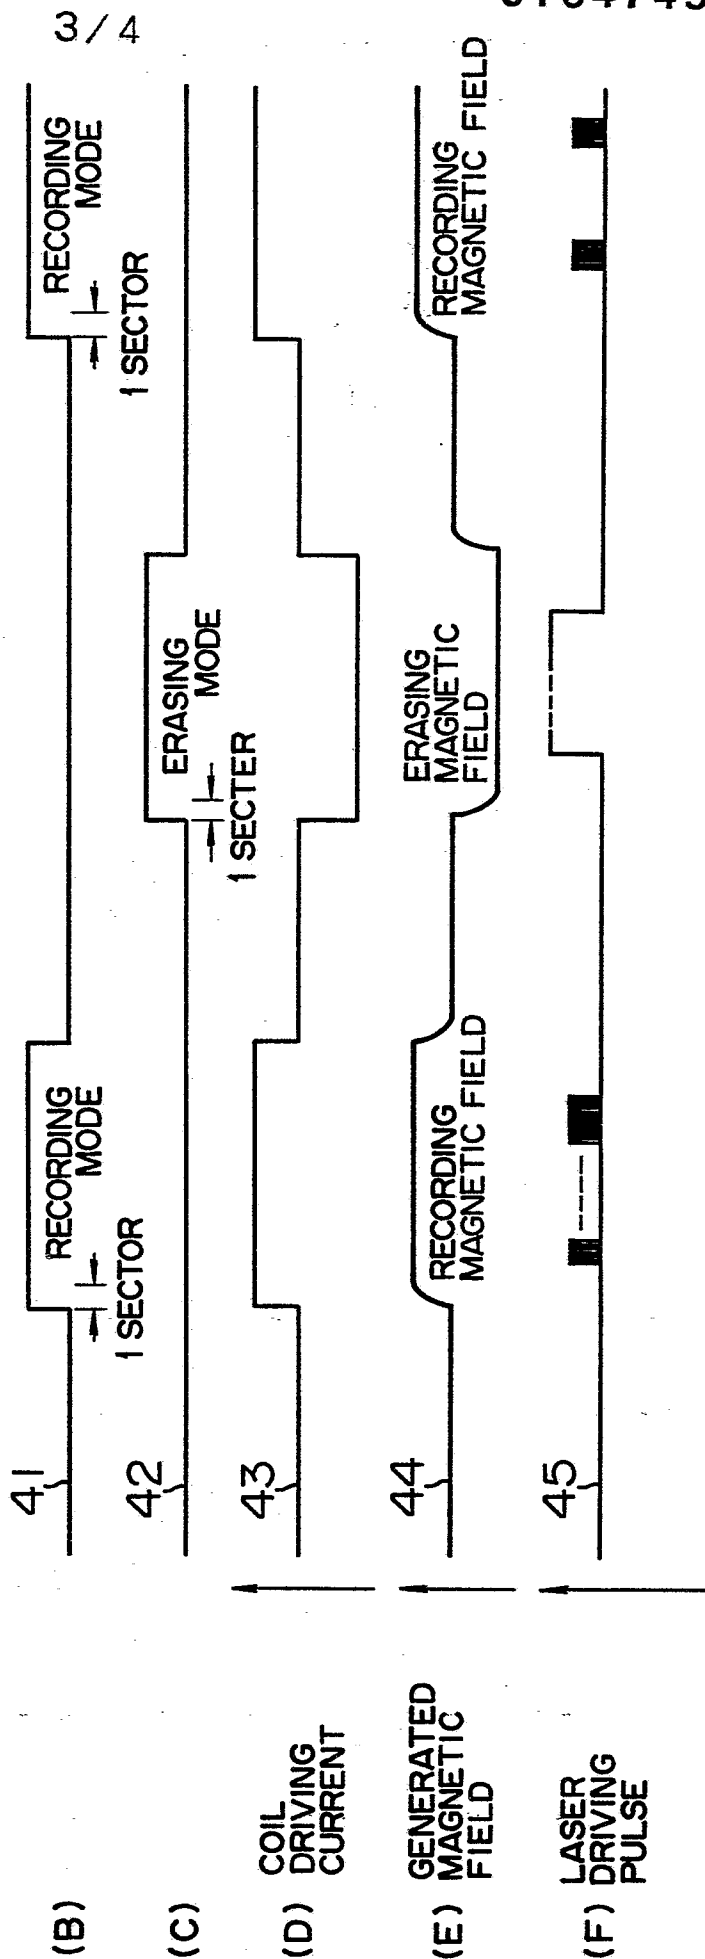 3/4
(B)
41
RECORDING
MODE
1 SECTOR
RECORDING
MODE
1 SECTOR
(C)
42
ERASING
MODE
1 SECTER
(D)
COIL
DRIVING
CURRENT
43
(E)
GENERATED
MAGNETIC
FIELD
44
RECORDING
MAGNETIC FIELD
ERASING
MAGNETIC
FIELD
RECORDING
MAGNETIC FIELD
(F)
LASER
DRIVING
PULSE
45